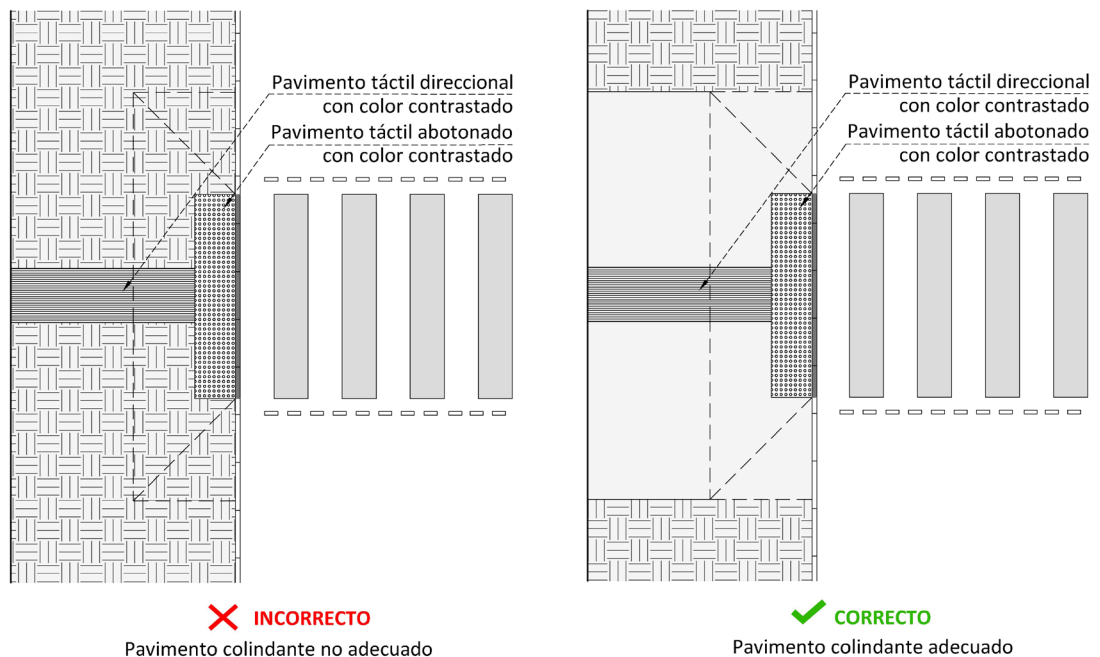 Pavimento táctil direccional
con color contrastado
Pavimento táctil abotonado
con color contrastado
INCORRECTO
Pavimento colindante no adecuado
Pavimento táctil direccional
con color contrastado
Pavimento táctil abotonado
con color contrastado
CORRECTO
Pavimento colindante adecuado